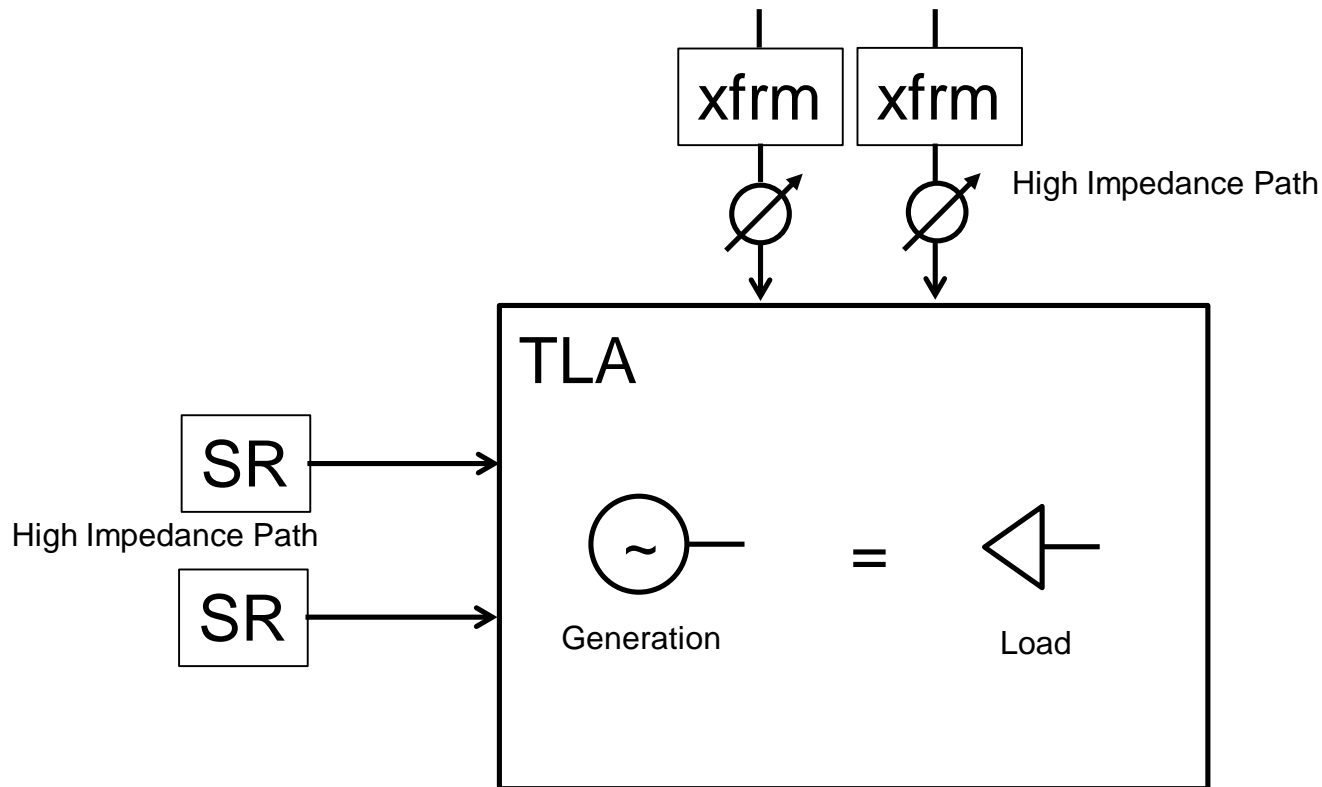 xfrm xfrm
High Impedance Path
TLA
SR
High Impedance Path
SR
~
=
Generation
Load